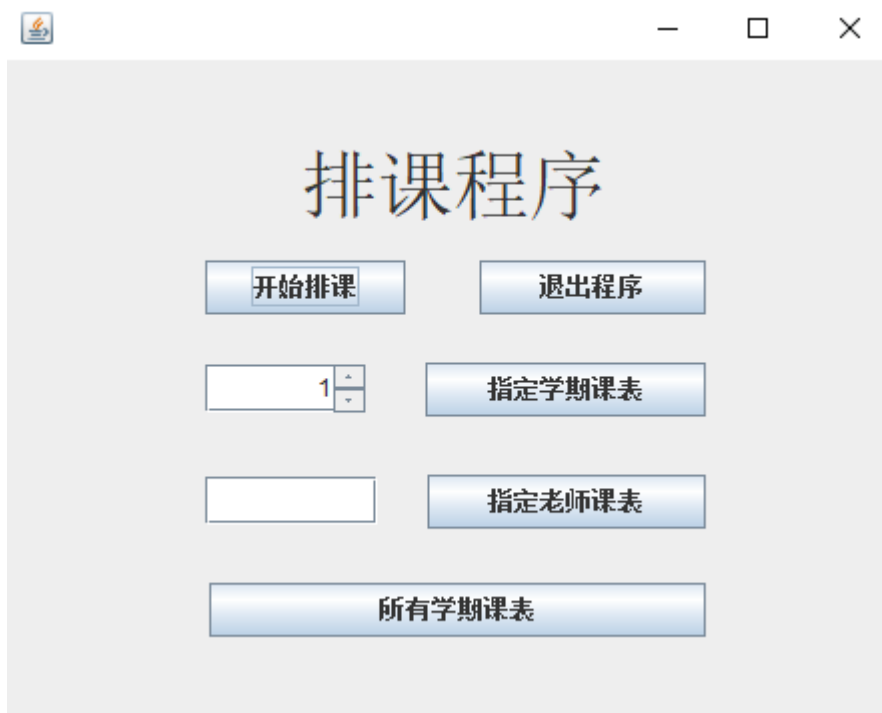 排课程序
开始排课 退出程序
1 指定学期课表
指定老师课表
所有学期课表